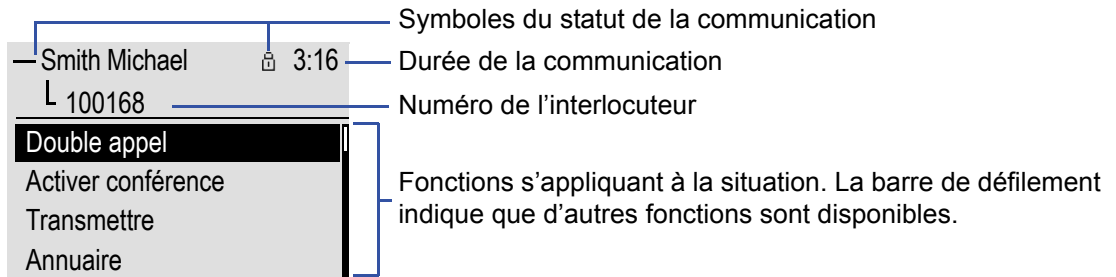 Symboles du statut de la communication
Smith Michael 3:16
Durée de la communication
100168
Numéro de l’interlocuteur
Double appel
Activer conférence
Transmettre
Annuaire
Fonctions s’appliquant à la situation. La barre de défilement
indique que d’autres fonctions sont disponibles.